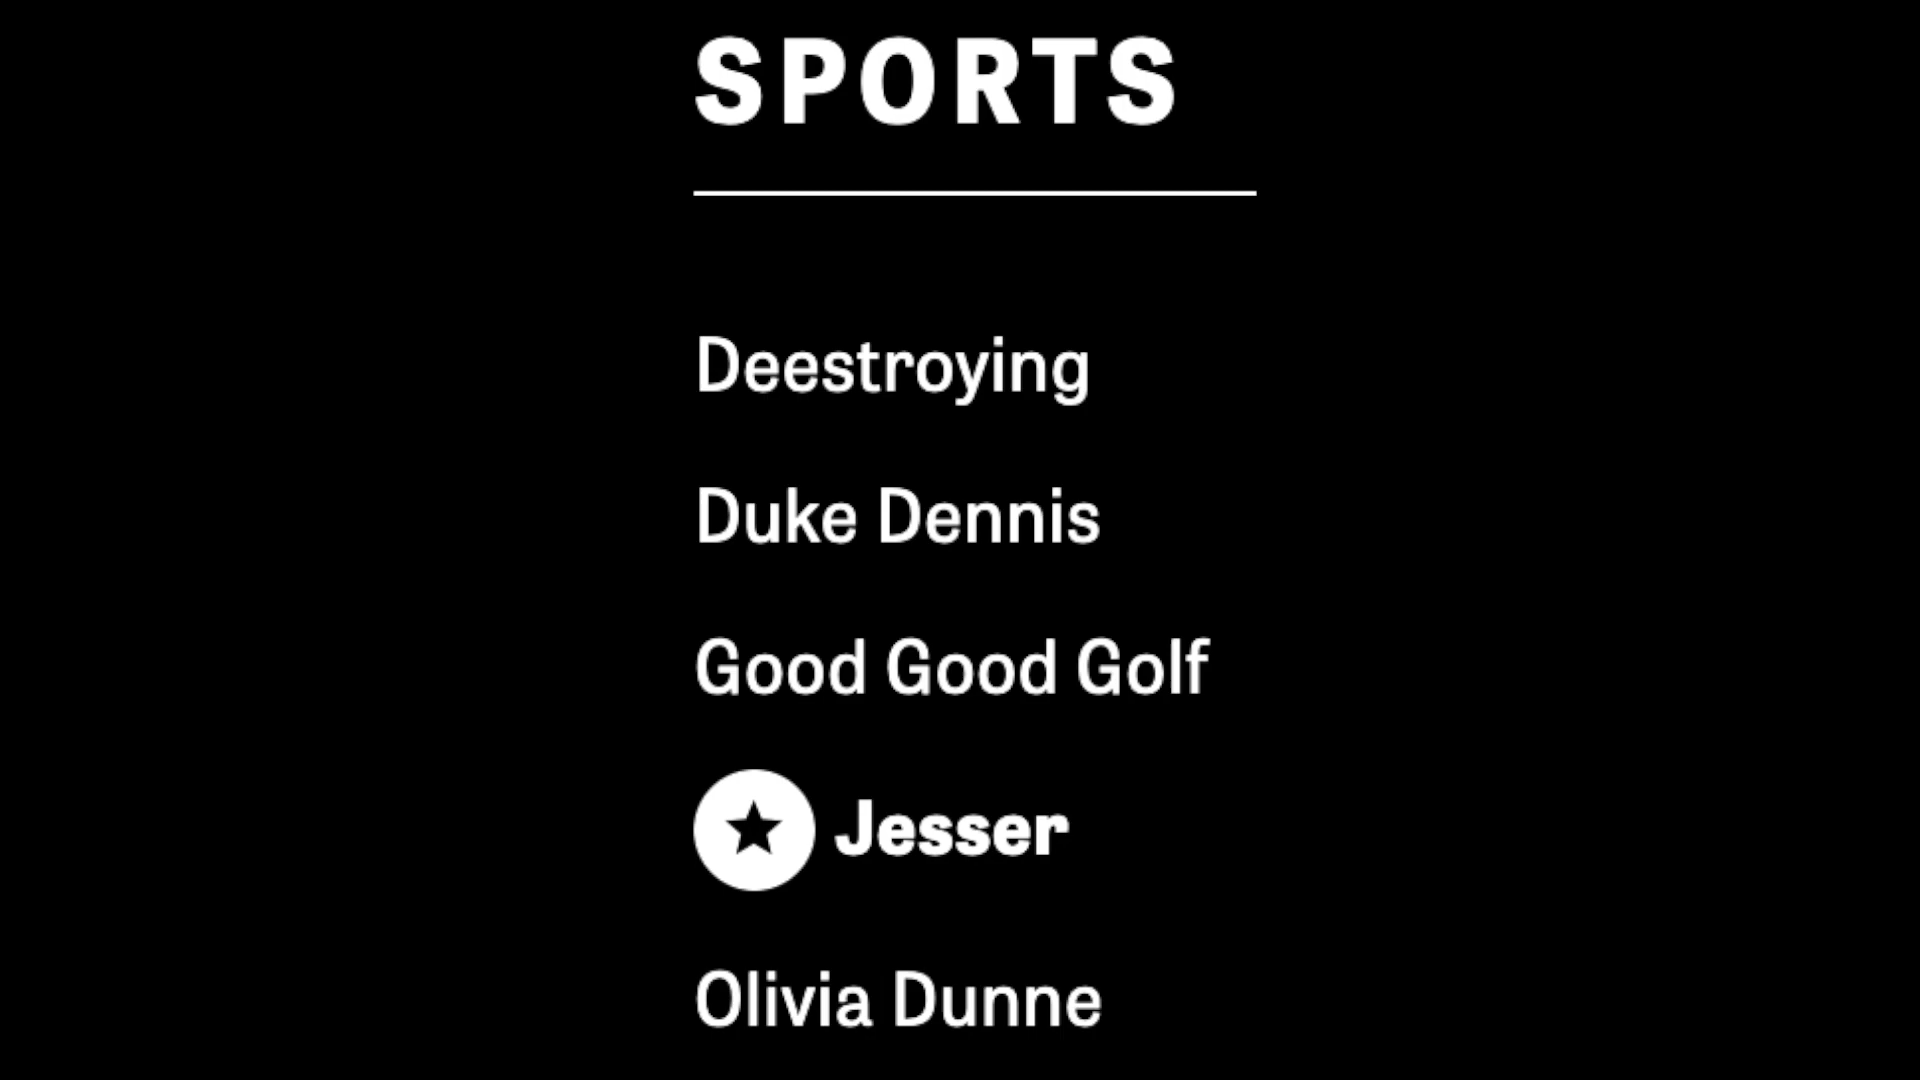 SPORTS
Deestroying
Duke Dennis
Good Good Golf
Jesser
Olivia Dunne